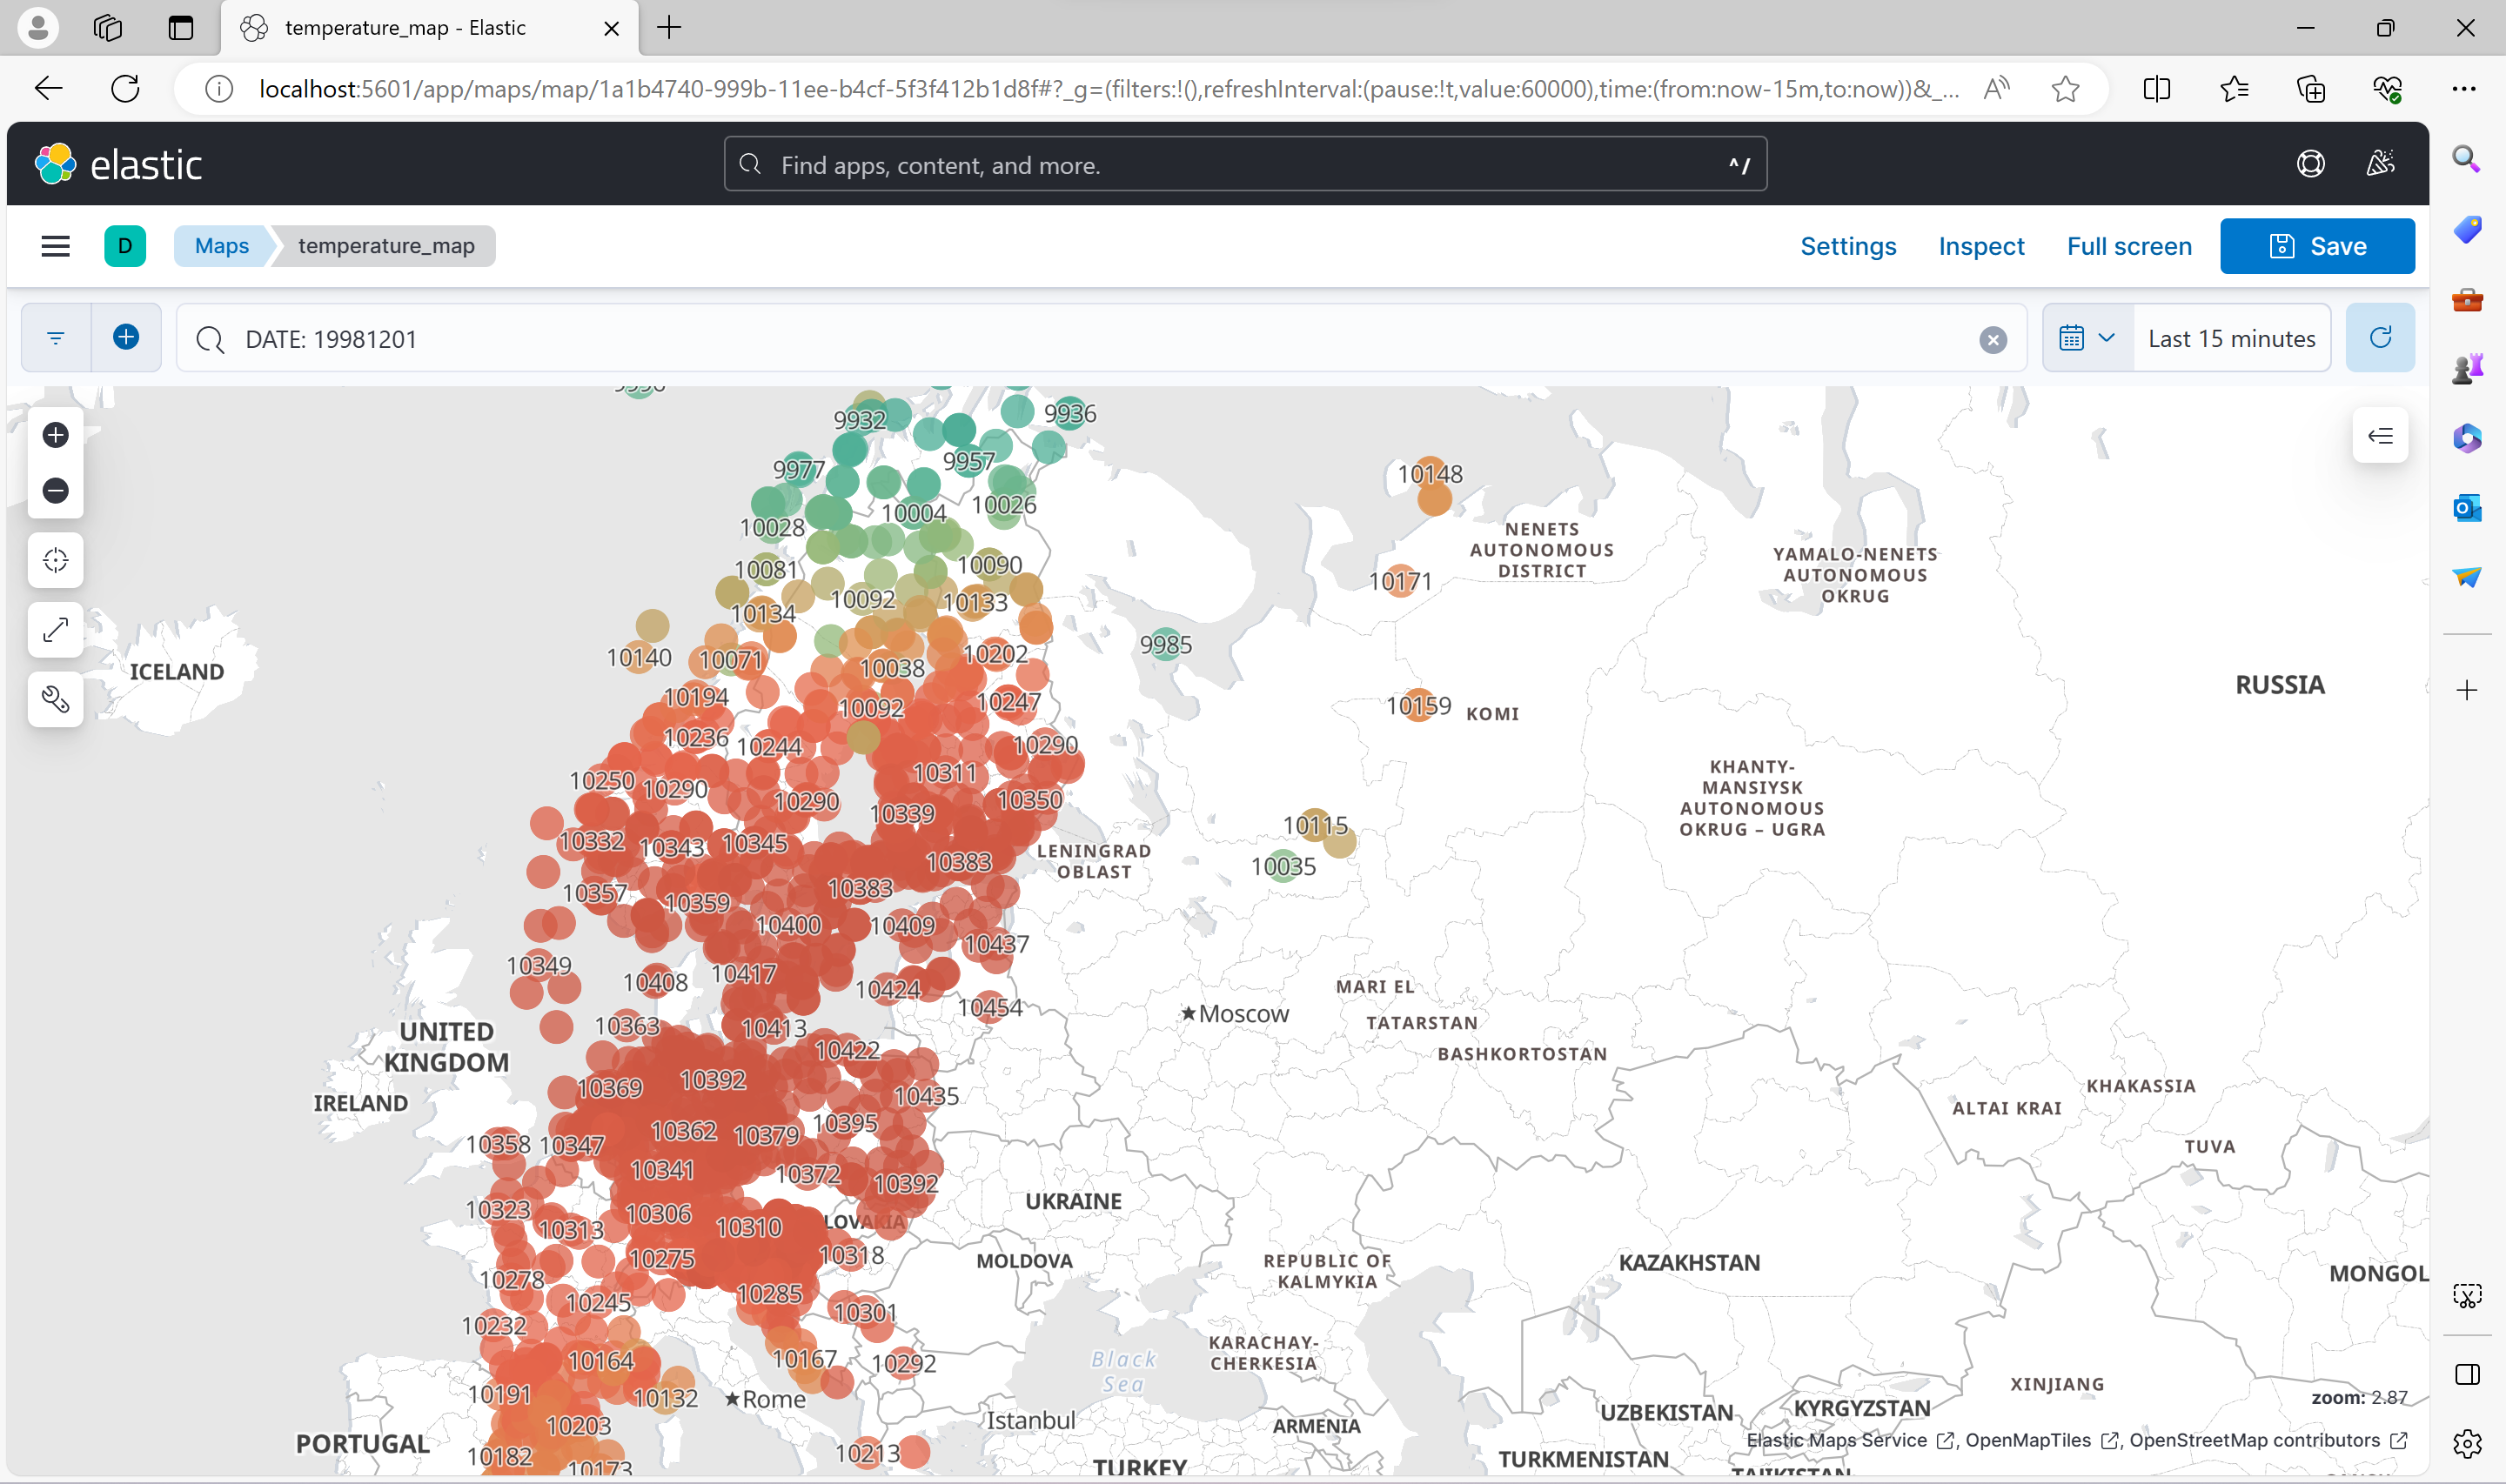 temperature_map - Elastic
localhost:5601/app/maps/map/1a1b4740-999b-11ee-b4cf-5f3f412b1d8f#?_g=(filters:!(),refreshInterval:(pause:!t,value:60000),time:(from:now-15m,to:now))&_...
elastic
Find apps, content, and more.
^/
D
Maps
temperature_map
Settings
Inspect
Full screen
Save
DATE: 19981201
Last 15 minutes
9932
9936
9977
9957
10148
10026
10004
10028
NENETS
AUTONOMOUS
DISTRICT
YAMALO-NENETS
AUTONOMOUS
OKRUG
10081
10090
10171
10092
10133
10134
9985
10140
10071
10038
10202
ICELAND
RUSSIA
10194
10092
10247
10159
KOMI
10236
10244
10290
10250
10290
10311
KHANTY-
MANSIYSK
AUTONOMOUS
OKRUG – UGRA
10290
10339
10350
10115
10332
10343
10345
10383
LENINGRAD
OBLAST
10035
10357
10359
10383
10400
10409
10437
10349
10408
10417
10424
MARI EL
10454
Moscow
TATARSTAN
10363
10413
UNITED
KINGDOM
10422
BASHKORTOSTAN
10369
10392
10435
KHAKASSIA
IRELAND
ALTAI KRAI
10395
10358
10347
10362
10379
TUVA
10341
10372
10392
UKRAINE
10323
10313
10306
10310
LOVAKIA
10275
10318
MOLDOVA
REPUBLIC OF
KALMYKIA
KAZAKHSTAN
MONGOL
10278
10245
10285
10301
10232
10164
10167
10292
Black
Sea
KARACHAY-
CHERKESIA
10191
10132
Rome
XINJIANG
zoom: 2.87
10203
Istanbul
ARMENIA
UZBEKISTAN
KYRGYZSTAN
PORTUGAL
10182
10173
10213
TURKEY
TURKMENISTAN
Elastic Maps Service , OpenMapTiles , OpenStreetMap contributors